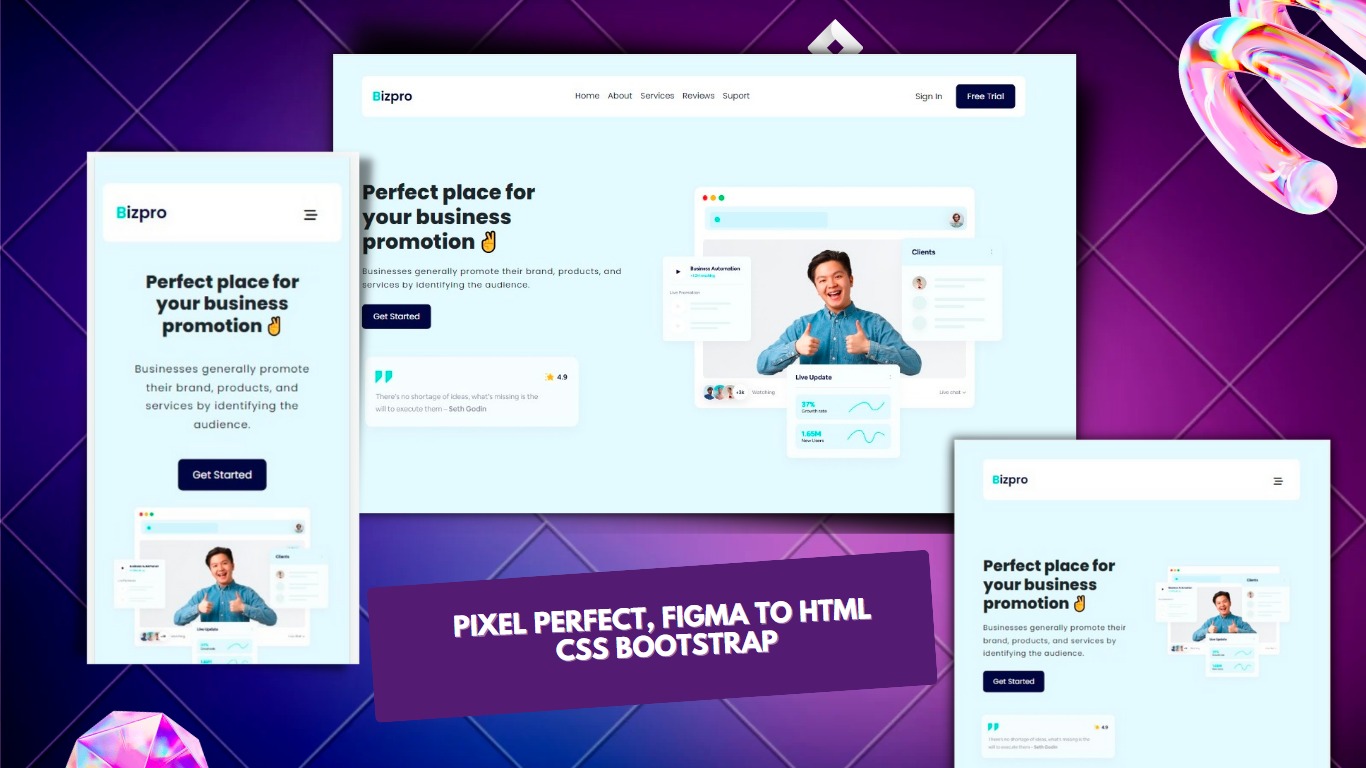 Bizpro
Home About Services Reviews Suport
Sign In
Free Trial
Perfect place for
your business
promotion ✌
Businesses generally promote their brand, products, and
services by identifying the audience.
Get Started
4.9
There's no shortage of ideas, what's missing is the
will to execute them - Seth Godin
Business Automation
Live Promotion
Clients
+3k Watching
Live chat
Live Update
37%
Growth rate
1.65M
New Users
Bizpro
Perfect place for
your business
promotion ✌
Businesses generally promote
their brand, products, and
services by identifying the
audience.
Get Started
Clients
Live Update
PIXEL PERFECT, FIGMA TO HTML
CSS BOOTSTRAP
Bizpro
Perfect place for
your business
promotion ✌
Businesses generally promote their
brand, products, and services by
identifying the audience.
Get Started
Clients
Live Update
4.9
There's no shortage of ideas, what's missing is the
will to execute them - Seth Godin